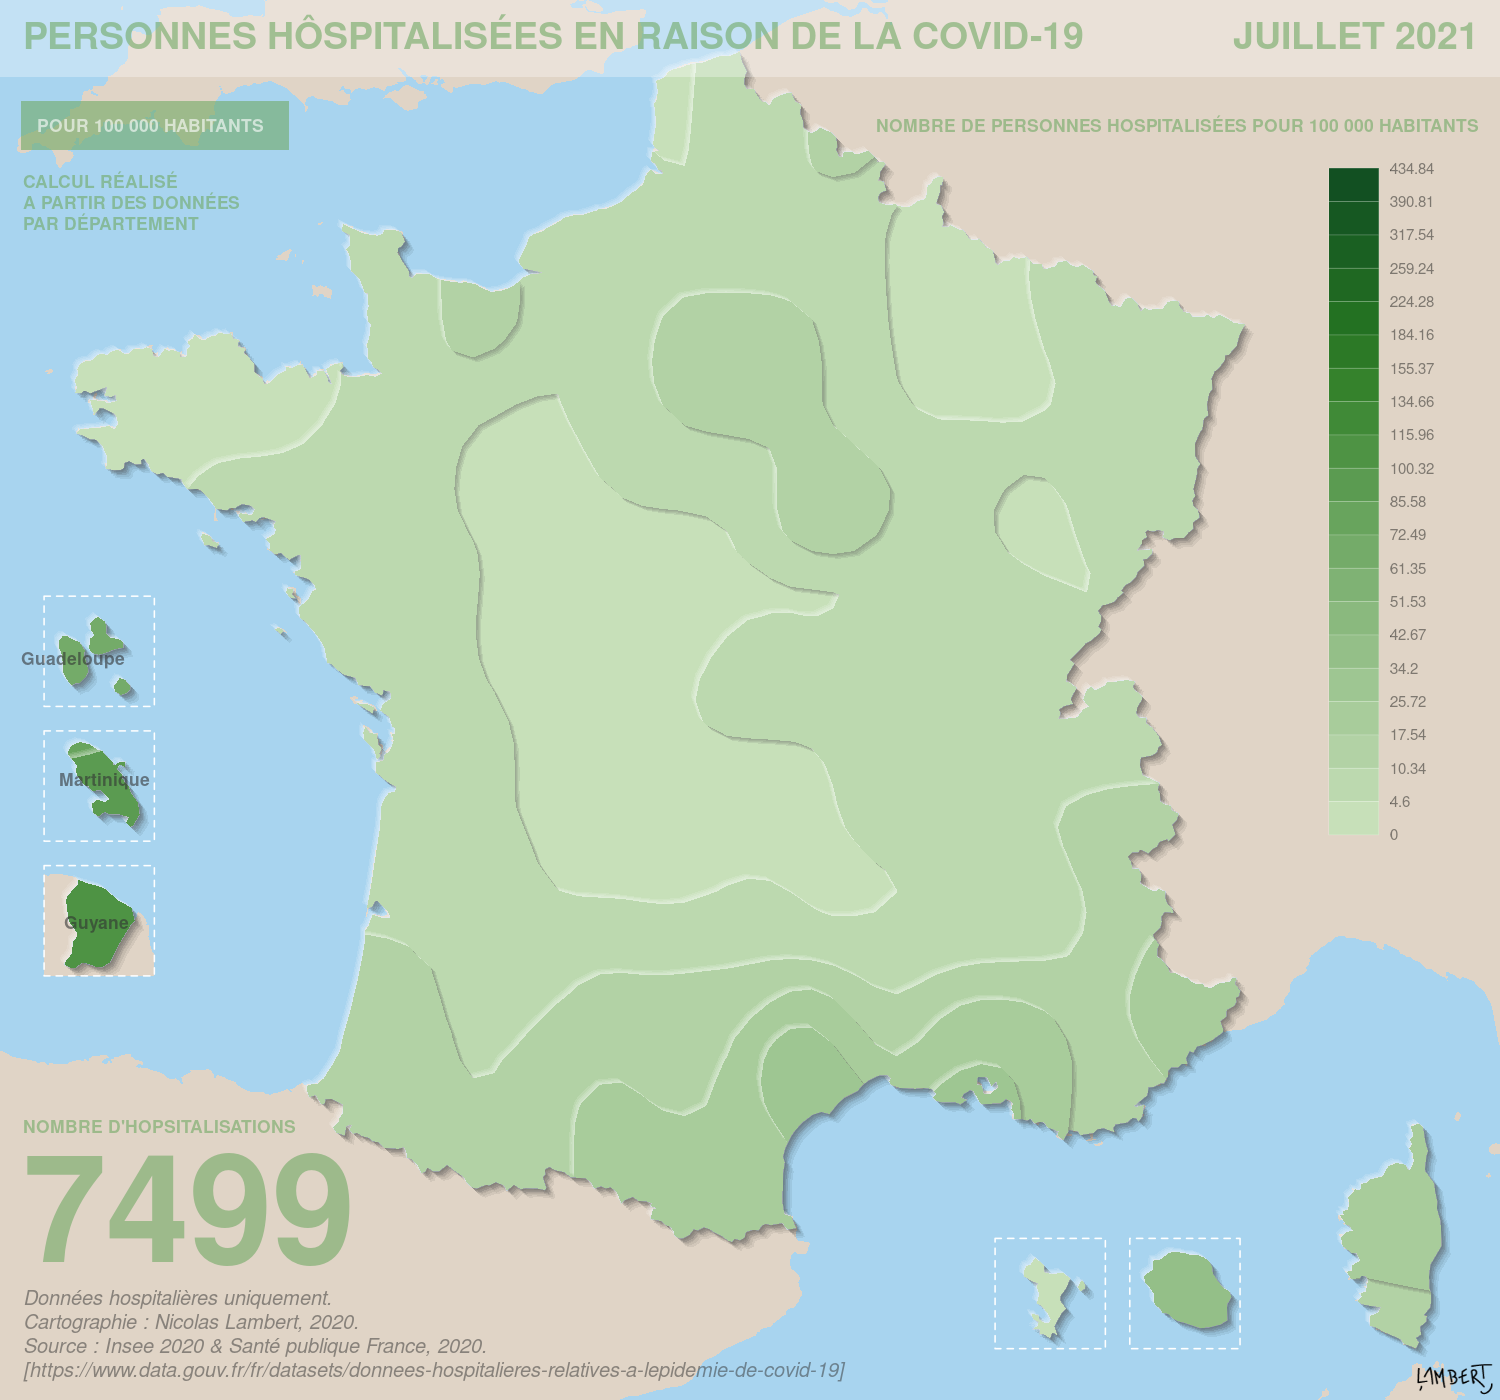 PERSONNES HÔSPITALISÉES EN RAISON DE LA COVID-19
JUILLET 2021
POUR 100 000 HABITANTS
CALCUL RÉALISÉ
A PARTIR DES DONNÉES
PAR DÉPARTEMENT
NOMBRE DE PERSONNES HOSPITALISÉES POUR 100 000 HABITANTS
434.84
390.81
317.54
259.24
224.28
184.16
155.37
134.66
115.96
100.32
85.58
72.49
61.35
51.53
42.67
34.2
25.72
17.54
10.34
4.6
0
Guadeloupe
Martinique
Guyane
NOMBRE D'HOPSITALISATIONS
7499
Données hospitalières uniquement.
Cartographie : Nicolas Lambert, 2020.
Source : Insee 2020 & Santé publique France, 2020.
[https://www.data.gouv.fr/fr/datasets/donnees-hospitalieres-relatives-a-lepidemie-de-covid-19]
LAMBERT